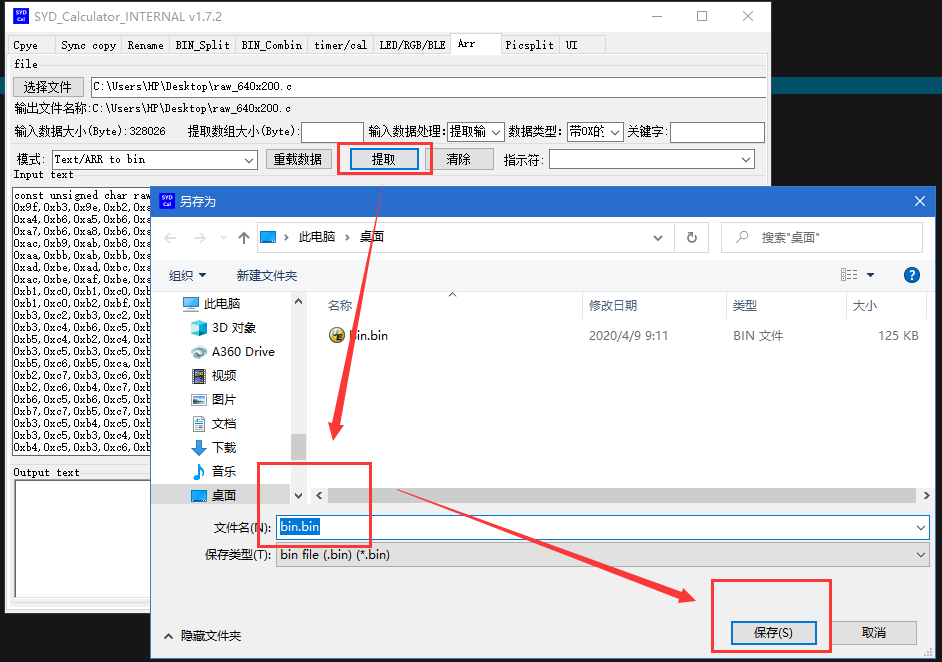 SYD_Calculator_INTERNAL v1.7.2
Cpye Sync copy Rename BIN_Split BIN_Combin timer/cal LED/RGB/BLE Arr Picsplit UI
file
选择文件 C:\Users\HP\Desktop\raw_640x200.c
输出文件名称:C:\Users\HP\Desktop\raw_640x200.c
输入数据大小(Byte):328026 提取数组大小(Byte): 输入数据处理: 提取输 数据类型: 带0X的 关键字:
模式: Text/ARR to bin 重载数据 提取 清除 指示符:
Input text
const unsigned char raw
0x9f,0xb3,0x9e,0xb2,0xa
0xa4,0xb6,0xa5,0xb6,0xa
0xa7,0xb6,0xa8,0xb6,0xa
0xac,0xb9,0xab,0xb8,0xa
0xaa,0xbb,0xab,0xbb,0xa
0xad,0xbe,0xad,0xbc,0xa
0xac,0xbe,0xaf,0xbe,0xa
0xb1,0xc0,0xb1,0xc0,0xb
0xb1,0xc0,0xb2,0xbf,0xb
0xb3,0xc2,0xb3,0xc2,0xb
0xb3,0xc4,0xb6,0xc5,0xb
0xb5,0xc4,0xb2,0xc4,0xb
0xb3,0xc5,0xb3,0xc5,0xb
0xb5,0xc6,0xb5,0xca,0xb
0xb2,0xc7,0xb3,0xc6,0xb
0xb2,0xc6,0xb4,0xc7,0xb
0xb6,0xc5,0xb6,0xc5,0xb
0xb7,0xc7,0xb5,0xc7,0xb
0xb3,0xc5,0xb4,0xc5,0xb
0xb3,0xc5,0xb3,0xc4,0xb
0xb4,0xc5,0xb3,0xc6,0xb
Output text
另存为
此电脑 › 桌面
搜索"桌面"
组织 新建文件夹
名称 修改日期 类型 大小
bin.bin 2020/4/9 9:11 BIN 文件 125 KB
此电脑
3D 对象
A360 Drive
视频
图片
文档
下载
音乐
桌面
文件名(N): bin.bin
保存类型(T): bin file (.bin) (*.bin)
隐藏文件夹
保存(S) 取消